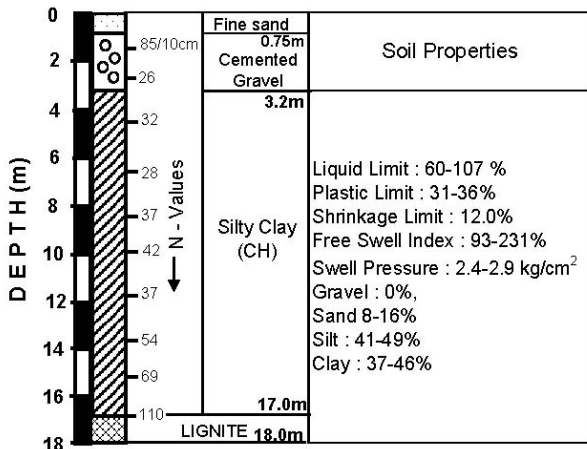 DEPTH (m)
0
2
4
6
8
10
12
14
16
18
85/10cm
26
32
28
37
42
37
54
69
110
N - Values
Fine sand
0.75m
Cemented
Gravel
3.2m
Silty Clay
(CH)
17.0m
LIGNITE 18.0m
Soil Properties
Liquid Limit : 60-107 %
Plastic Limit : 31-36%
Shrinkage Limit : 12.0%
Free Swell Index : 93-231%
Swell Pressure : 2.4-2.9 kg/cm²
Gravel : 0%,
Sand 8-16%
Silt : 41-49%
Clay : 37-46%